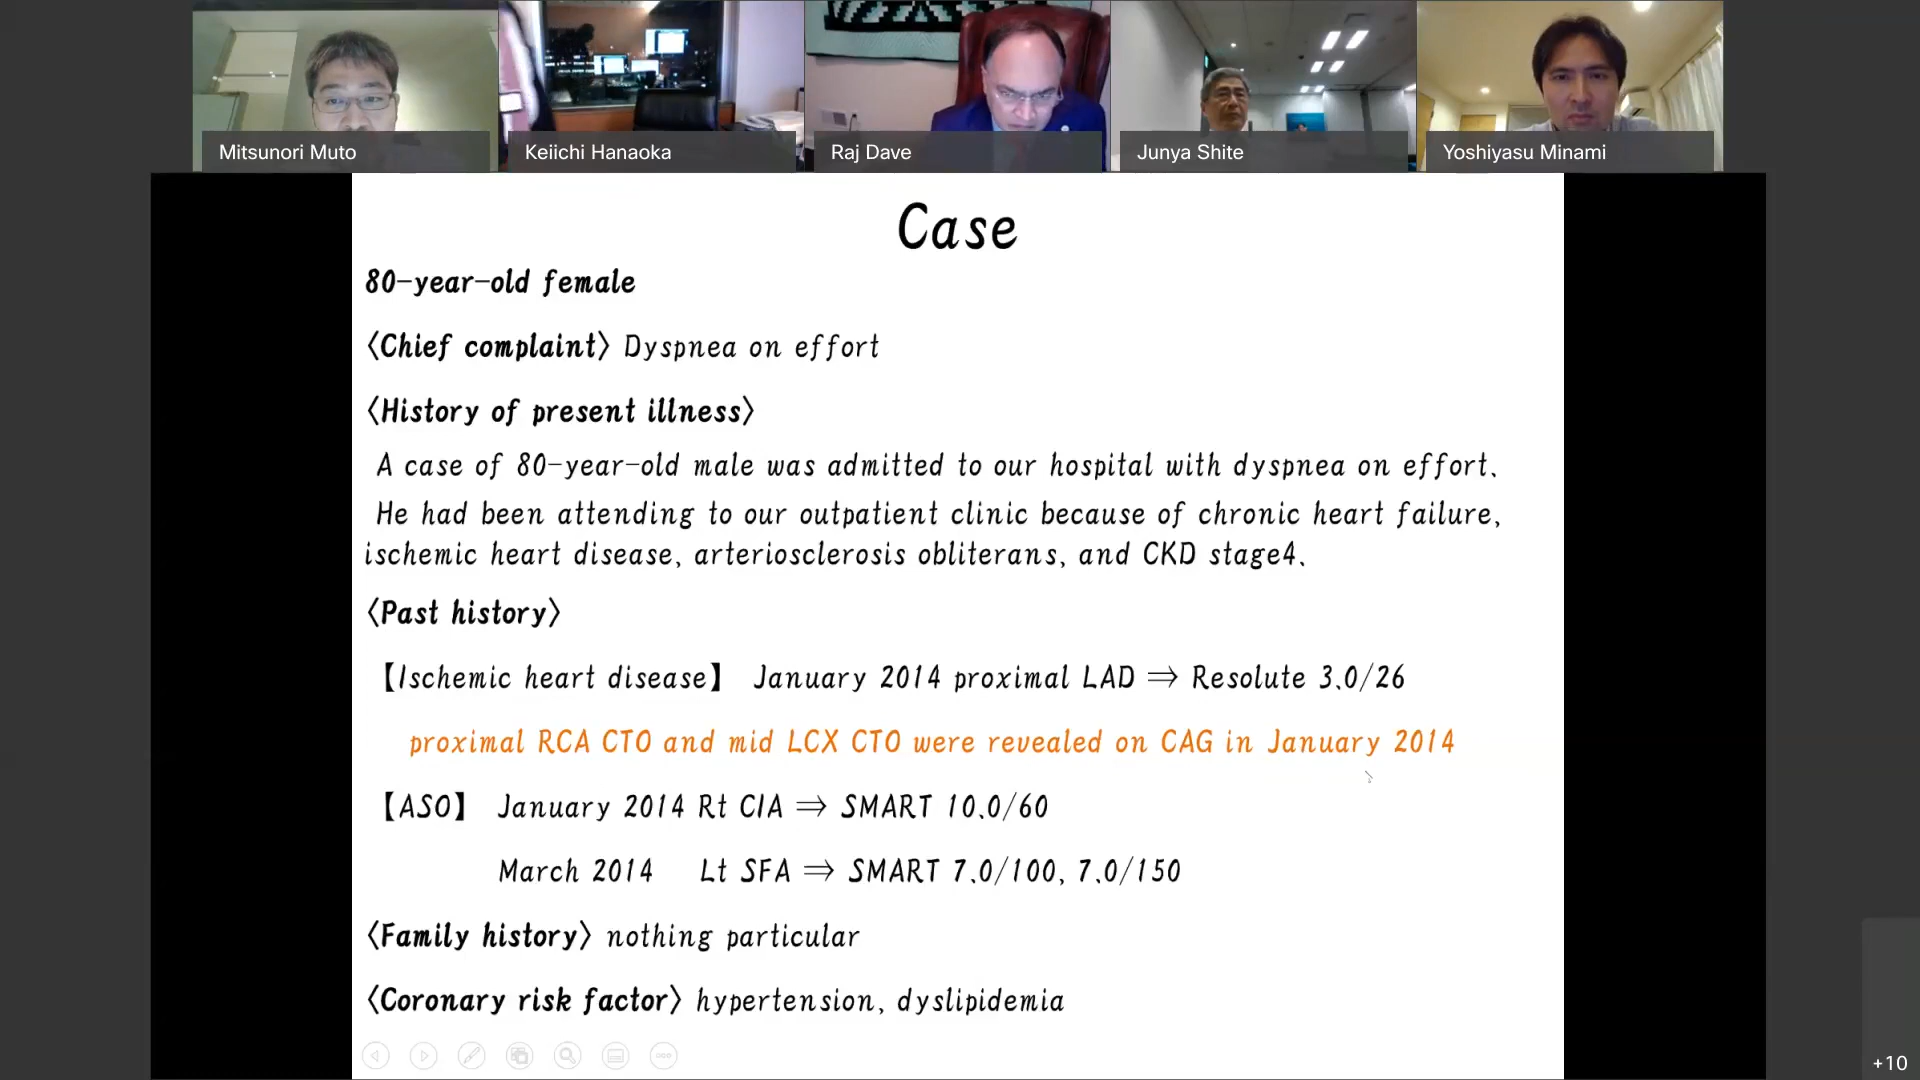 Mitsunori Muto
Keiichi Hanaoka
Raj Dave
Junya Shite
Yoshiyasu Minami
Case
80-year-old female
〈Chief complaint〉 Dyspnea on effort
〈History of present illness〉
A case of 80-year-old male was admitted to our hospital with dyspnea on effort.
He had been attending to our outpatient clinic because of chronic heart failure,
ischemic heart disease, arteriosclerosis obliterans, and CKD stage4.
〈Past history〉
【Ischemic heart disease】 January 2014 proximal LAD ⇒ Resolute 3.0/26
proximal RCA CTO and mid LCX CTO were revealed on CAG in January 2014
【ASO】 January 2014 Rt CIA ⇒ SMART 10.0/60
March 2014 Lt SFA ⇒ SMART 7.0/100, 7.0/150
〈Family history〉 nothing particular
〈Coronary risk factor〉 hypertension, dyslipidemia
+10